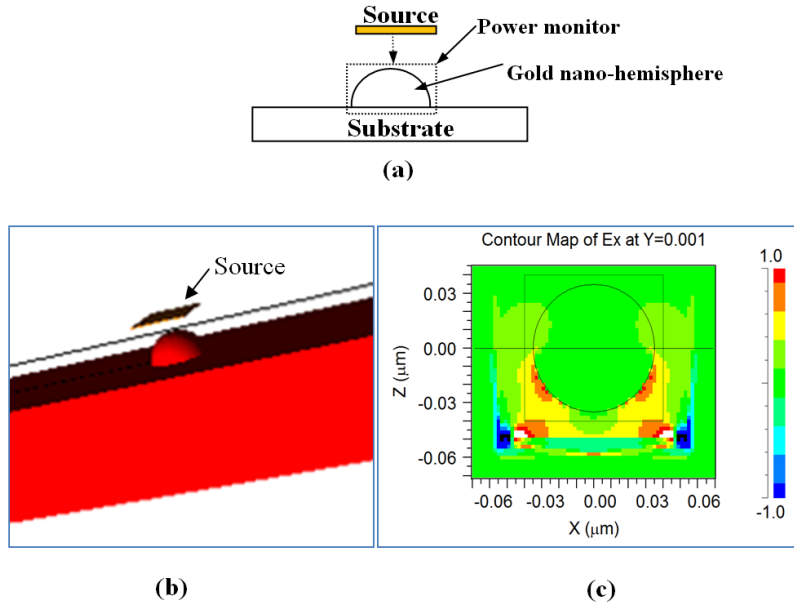 Source
Power monitor
Gold nano-hemisphere
Substrate
(a)
Source
(b)
Contour Map of Ex at Y=0.001
1.0
0.03
0.00
-0.03
-0.06
Z (μm)
-0.06 -0.03 0.00 0.03 0.06
X (μm)
-1.0
(c)